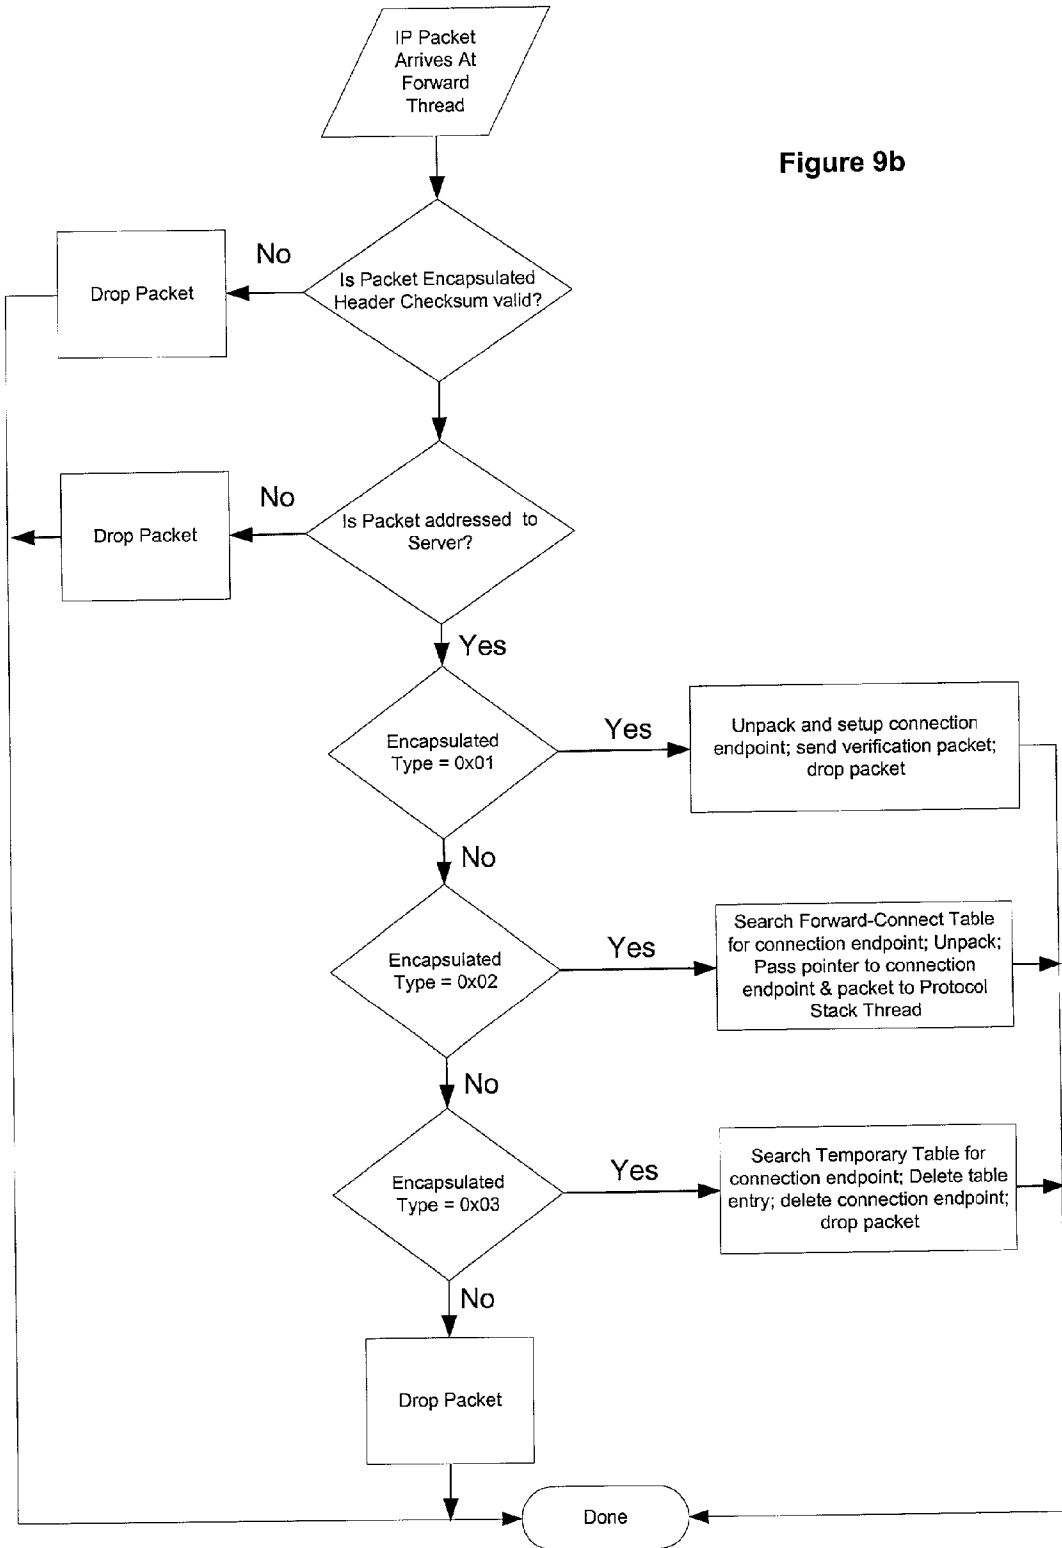 IP Packet
Arrives At
Forward
Thread
Figure 9b
No
Drop Packet
Is Packet Encapsulated
Header Checksum valid?
No
Drop Packet
Is Packet addressed to
Server?
Yes
Encapsulated
Type = 0x01
Yes
Unpack and setup connection
endpoint; send verification packet;
drop packet
No
Encapsulated
Type = 0x02
Yes
Search Forward-Connect Table
for connection endpoint; Unpack;
Pass pointer to connection
endpoint & packet to Protocol
Stack Thread
No
Encapsulated
Type = 0x03
Yes
Search Temporary Table for
connection endpoint; Delete table
entry; delete connection endpoint;
drop packet
No
Drop Packet
Done